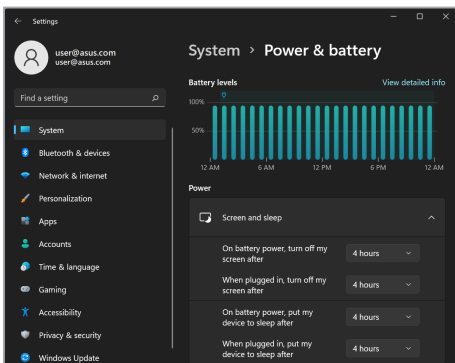 Settings
System > Power & battery
user@asus.com
user@asus.com
Find a setting
System
Bluetooth & devices
Network & internet
Personalization
Apps
Accounts
Time & language
Gaming
Accessibility
Privacy & security
Windows Update
Battery levels
View detailed info
100%
50%
12 AM
6 AM
12 PM
6 PM
12 AM
Power
Screen and sleep
On battery power, turn off my
screen after
4 hours
When plugged in, turn off my
screen after
4 hours
On battery power, put my
device to sleep after
4 hours
When plugged in, put my
device to sleep after
4 hours